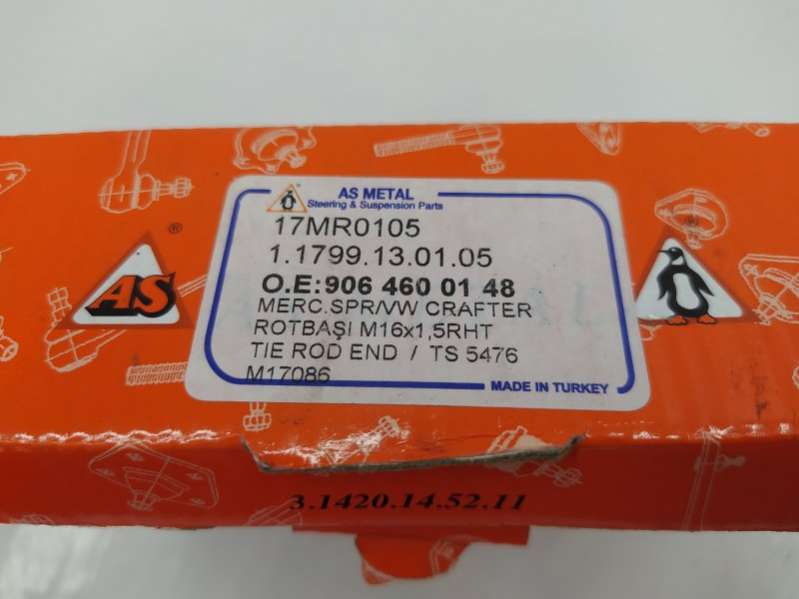 AS METAL
Steering & Suspension Parts
17MR0105
1.1799.13.01.05
O.E:906 460 01 48
MERC.SPR/VW CRAFTER
ROTBAŞI M16x1,5RHT
TIE ROD END / TS 5476
M17086
MADE IN TURKEY
AS
®
3.1420.14.52.11